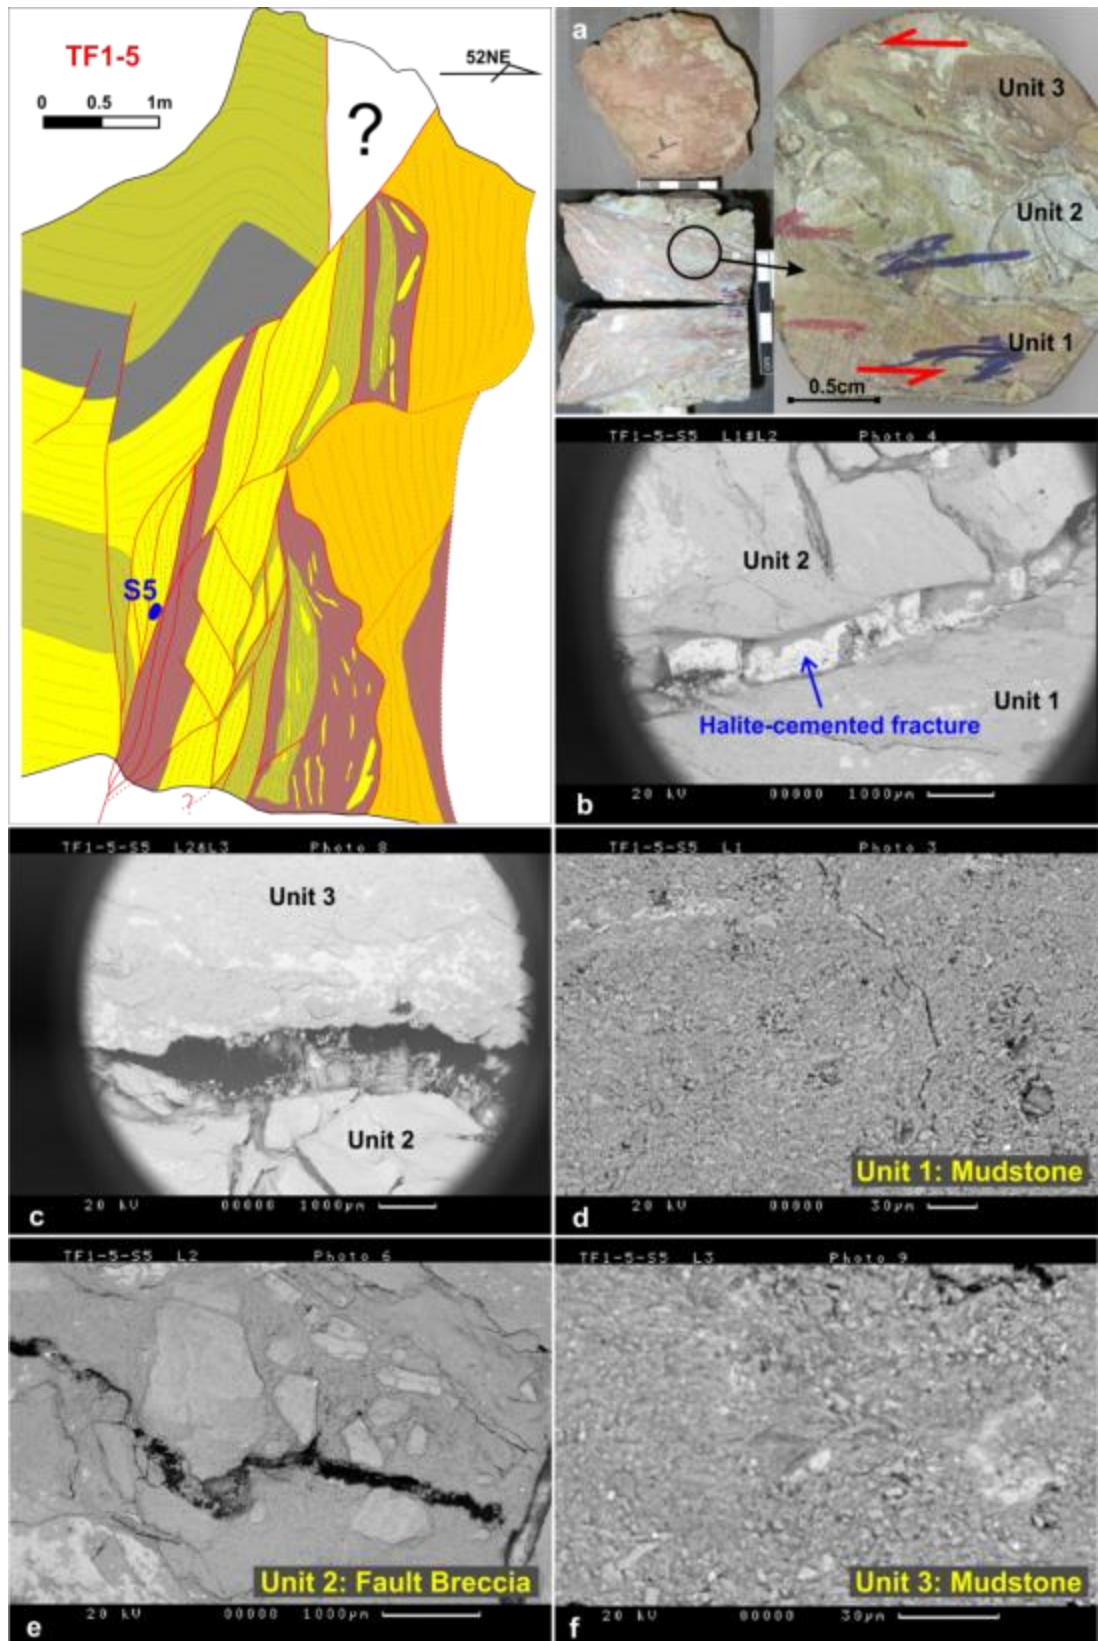 TF1-5
52NE
0 0.5 1m
?
S5
?
a
Unit 3
Unit 2
Unit 1
0.5cm
TF1-5-S5 L1&L2 Photo 4
Unit 2
Unit 1
Halite-cemented fracture
b
20 kV 00000 1000µm
TF1-5-S5 L2&L3 Photo 8
Unit 3
Unit 2
c
20 kV 00000 1000µm
TF1-5-S5 L1 Photo 3
Unit 1: Mudstone
d
20 kV 00000 30µm
TF1-5-S5 L2 Photo 6
Unit 2: Fault Breccia
e
20 kV 00000 1000µm
TF1-5-S5 L3 Photo 9
Unit 3: Mudstone
f
20 kV 00000 30µm